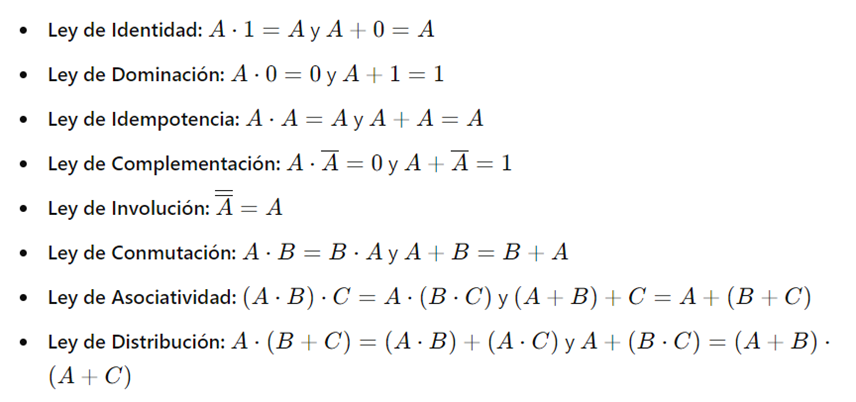 • Ley de Identidad: A · 1 = A y A + 0 = A
• Ley de Dominación: A · 0 = 0 y A + 1 = 1
• Ley de Idempotencia: A · A = A y A + A = A
• Ley de Complementación: A · A̅ = 0 y A + A̅ = 1
• Ley de Involución: A̿ = A
• Ley de Conmutación: A · B = B · A y A + B = B + A
• Ley de Asociatividad: (A · B) · C = A · (B · C) y (A + B) + C = A + (B + C)
• Ley de Distribución: A · (B + C) = (A · B) + (A · C) y A + (B · C) = (A + B) ·
(A + C)